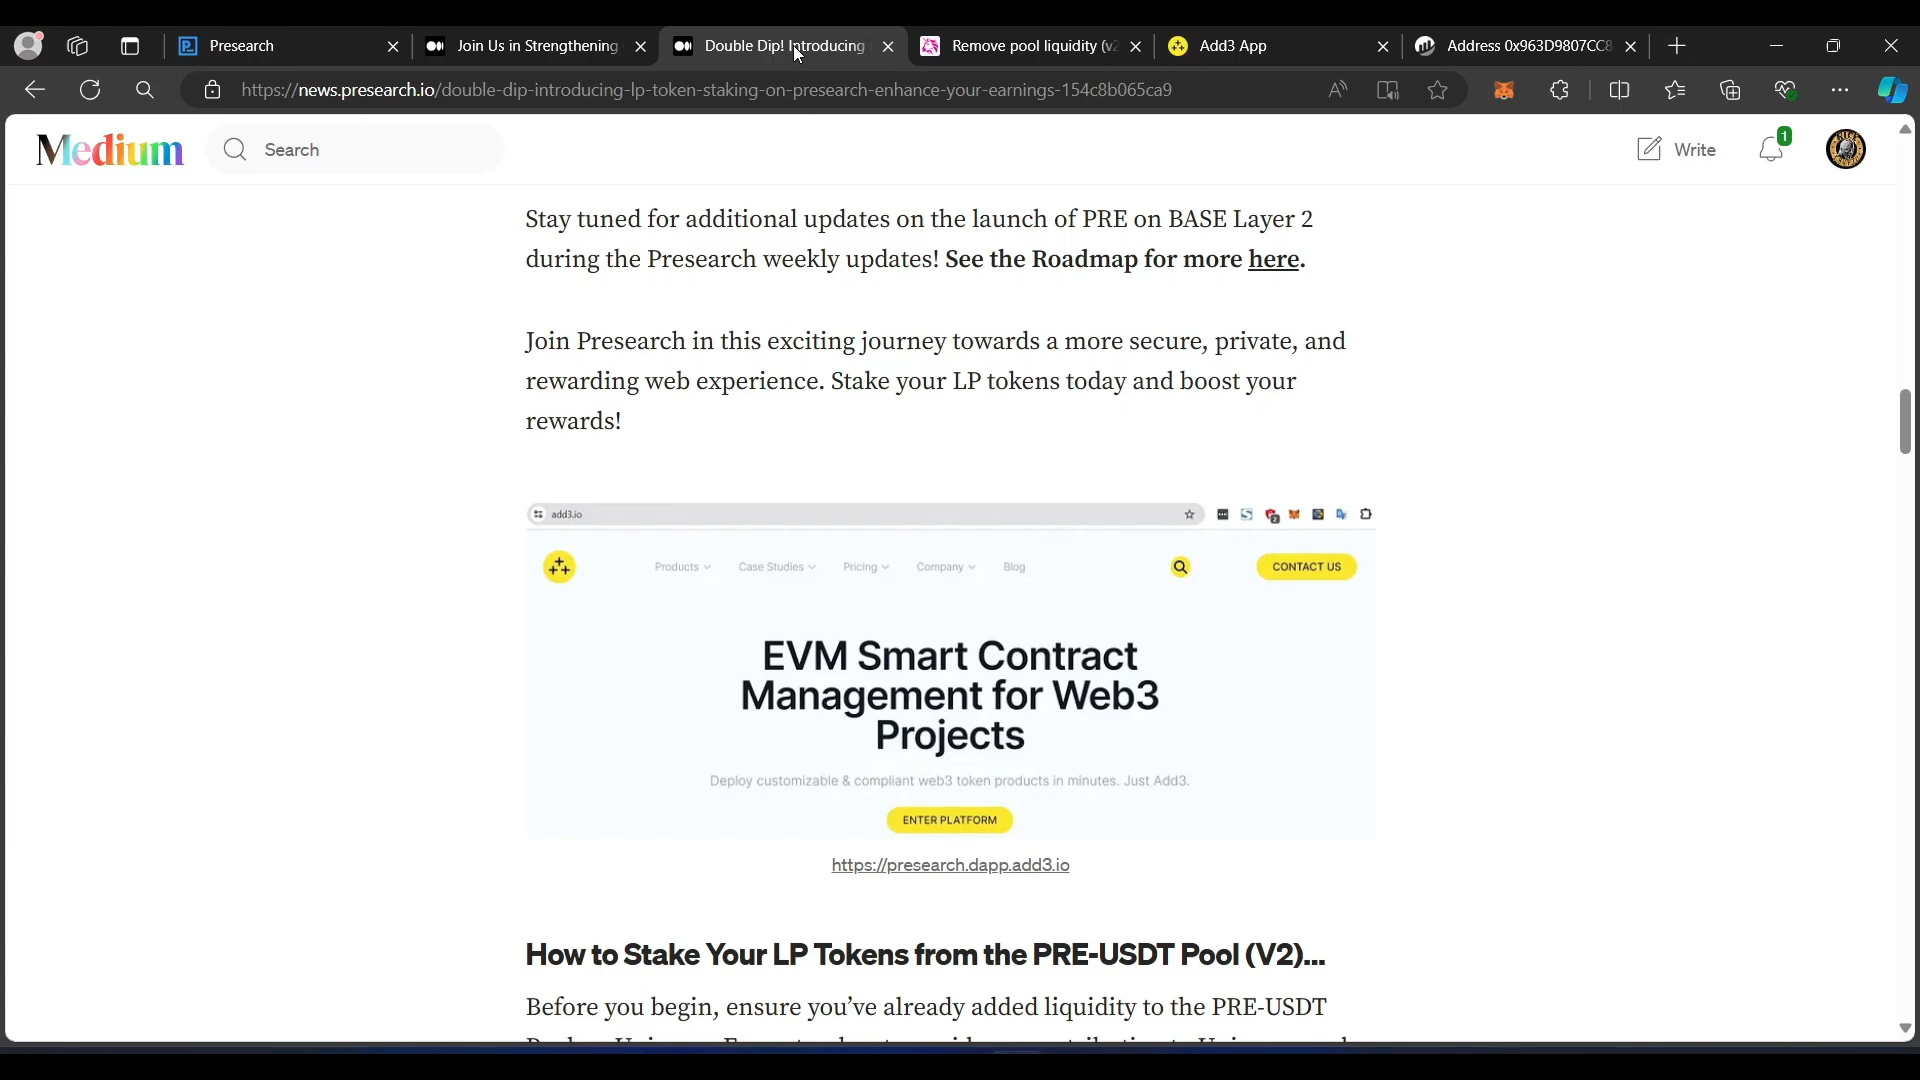 Presearch
Join Us in Strengthening
Double Dip! Introducing
Remove pool liquidity (v2
Add3 App
Address 0x963D9807CC8
https://news.presearch.io/double-dip-introducing-lp-token-staking-on-presearch-enhance-your-earnings-154c8b065ca9
Medium
Search
Write
1
Stay tuned for additional updates on the launch of PRE on BASE Layer 2
during the Presearch weekly updates! See the Roadmap for more here.
Join Presearch in this exciting journey towards a more secure, private, and
rewarding web experience. Stake your LP tokens today and boost your
rewards!
add3.io
Products
Case Studies
Pricing
Company
Blog
CONTACT US
EVM Smart Contract
Management for Web3
Projects
Deploy customizable & compliant web3 token products in minutes. Just Add3.
ENTER PLATFORM
https://presearch.dapp.add3.io
How to Stake Your LP Tokens from the PRE-USDT Pool (V2)...
Before you begin, ensure you’ve already added liquidity to the PRE-USDT